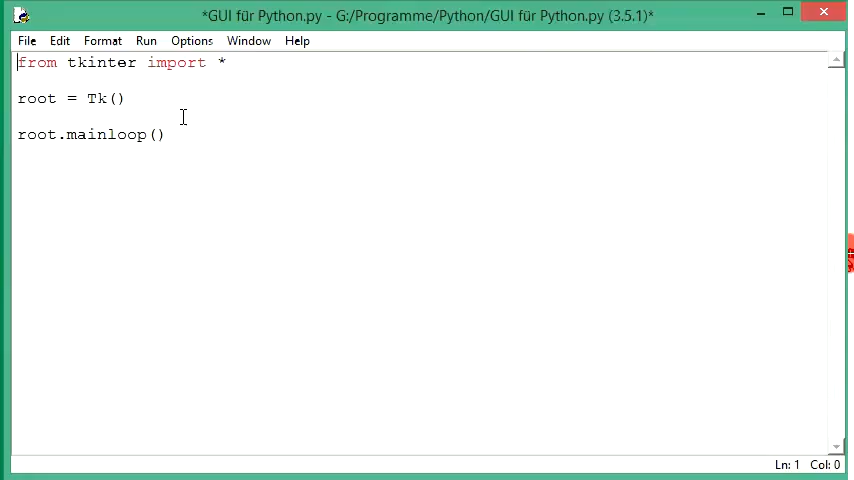 *GUI für Python.py - G:/Programme/Python/GUI für Python.py (3.5.1)*
File Edit Format Run Options Window Help
from tkinter import *
root = Tk()
root.mainloop()
Ln: 1 Col: 0